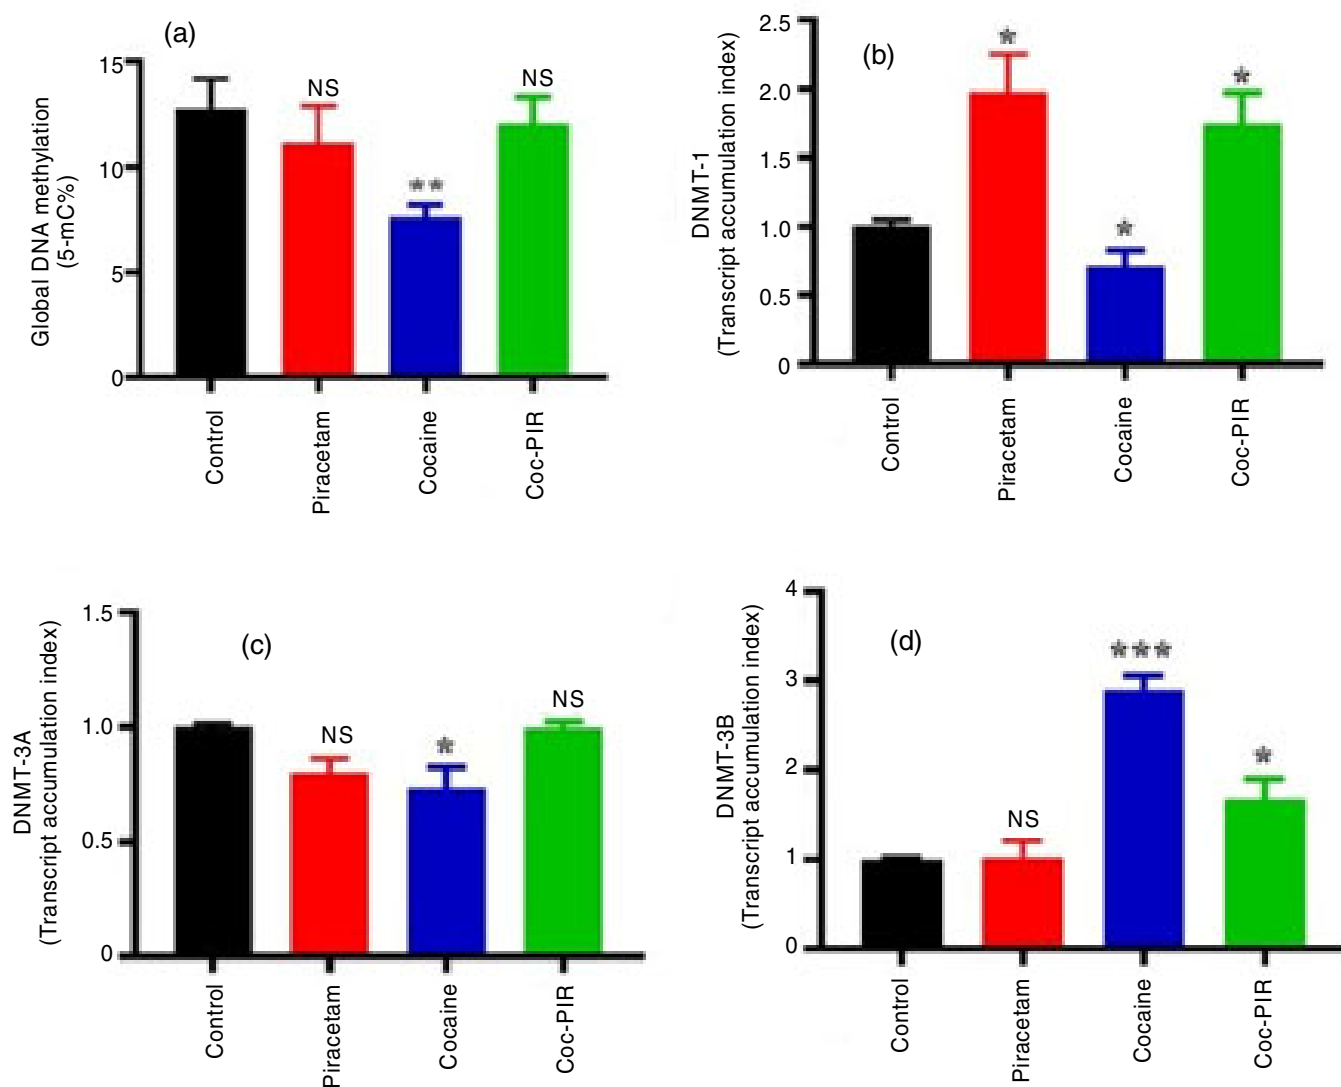 (a)
Global DNA methylation
(5-mC%)
15
10
5
0
NS
**
NS
Control
Piracetam
Cocaine
Coc-PIR
(b)
DNMT-1
(Transcript accumulation index)
2.5
2.0
1.5
1.0
0.5
0
*
*
*
Control
Piracetam
Cocaine
Coc-PIR
(c)
DNMT-3A
(Transcript accumulation index)
1.5
1.0
0.5
0
NS
*
NS
Control
Piracetam
Cocaine
Coc-PIR
(d)
DNMT-3B
(Transcript accumulation index)
4
3
2
1
0
NS
***
*
Control
Piracetam
Cocaine
Coc-PIR